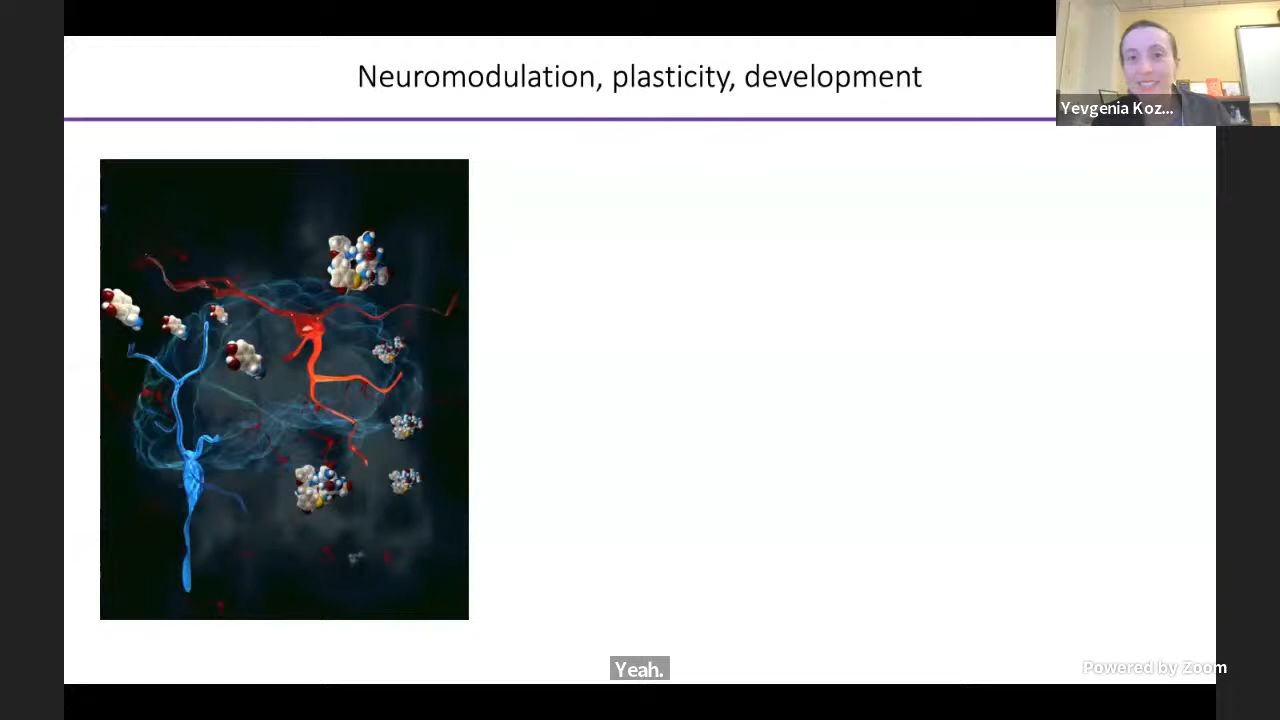 Neuromodulation, plasticity, development
Yevgenia Koz...
Yeah.
Powered by Zoom